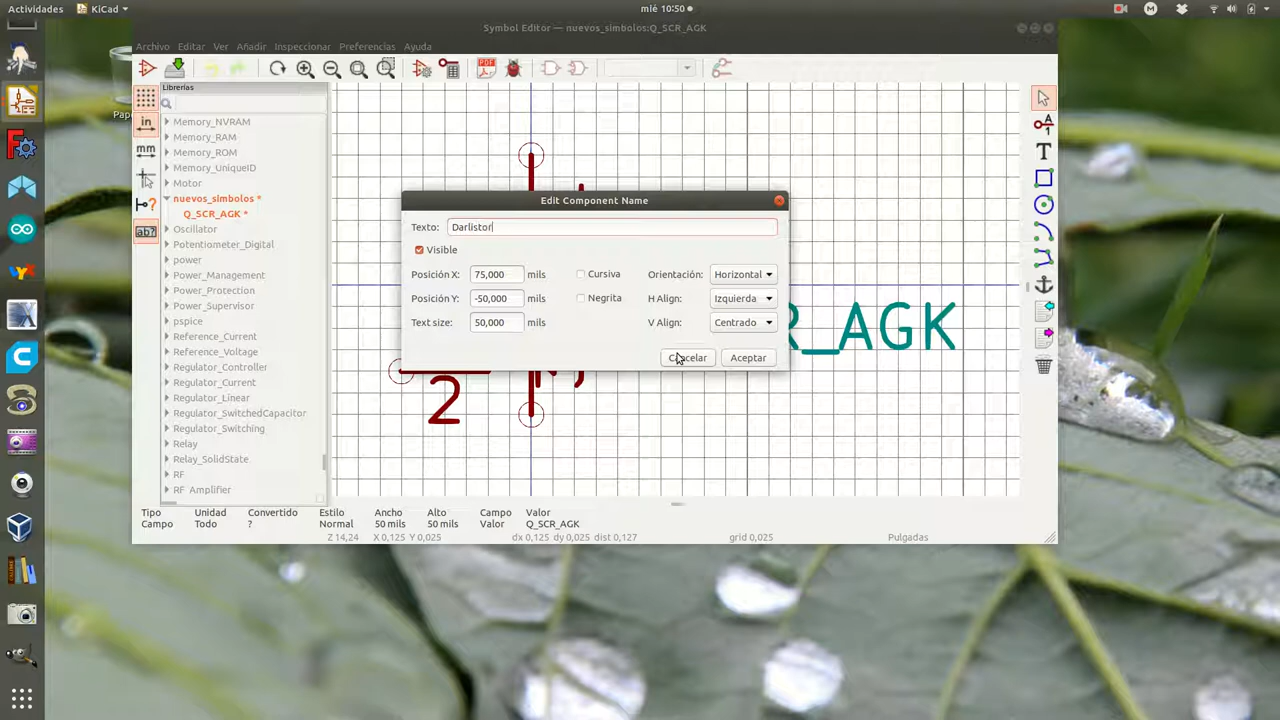 Actividades
KiCad
mié 10:50
Symbol Editor — nuevos_simbolos:Q_SCR_AGK
Archivo Editar Ver Añadir Inspeccionar Preferencias Ayuda
PDF
Librerías
in
mm
ab?
Memory_NVRAM
Memory_RAM
Memory_ROM
Memory_UniqueID
Motor
nuevos_simbolos *
Q_SCR_AGK *
Oscillator
Potentiometer_Digital
power
Power_Management
Power_Protection
Power_Supervisor
pspice
Reference_Current
Reference_Voltage
Regulator_Controller
Regulator_Current
Regulator_Linear
Regulator_SwitchedCapacitor
Regulator_Switching
Relay
Relay_SolidState
RF
RF_Amplifier
Edit Component Name
Texto: Darlistor
Visible
Posición X: 75,000 mils Cursiva Orientación: Horizontal
Posición Y: -50,000 mils Negrita H Align: Izquierda
Text size: 50,000 mils V Align: Centrado
Cancelar Aceptar
R_AGK
2
Tipo Unidad Convertido Estilo Ancho Alto Campo Valor
Campo Todo ? Normal 50 mils 50 mils Valor Q_SCR_AGK
Z 14,24 X 0,125 Y 0,025 dx 0,125 dy 0,025 dist 0,127 grid 0,025 Pulgadas